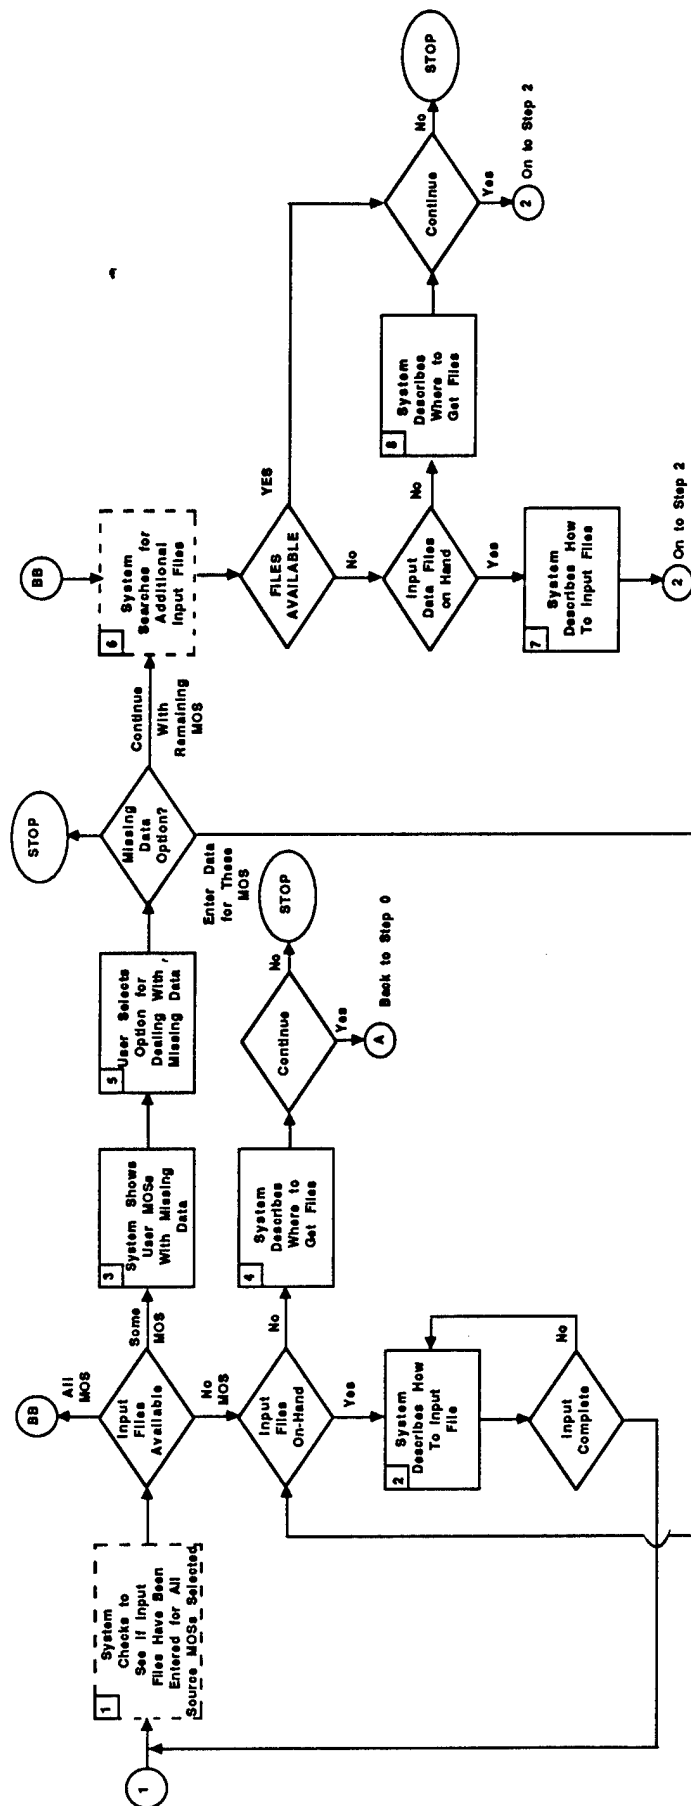 1
1
System
Checks to
See If Input
Files Have Been
Entered for All
Source MOSs Selected
BB
All
MOS
Input
Files
Available
Some
MOS
No
MOS
3
System Shows
User MOSs
With Missing
Data
5
User Selects
Option for
Dealing With
Missing Data
STOP
Missing
Data
Option?
Continue
With
Remaining
MOS
Enter Data
for These
MOS
BB
6
System
Searches for
Additional
Input Files
FILES
AVAILABLE
YES
No
Input
Files
On-Hand
No
Yes
4
System
Describes
Where to
Get Files
Continue
No
STOP
Yes
A
Back to Step 0
2
System
Describes How
To Input
File
Input
Complete
No
Input
Data Files
on Hand
No
Yes
8
System
Describes
Where to
Get Files
Continue
No
STOP
Yes
2
On to Step 2
7
System
Describes How
To Input Files
2
On to Step 2